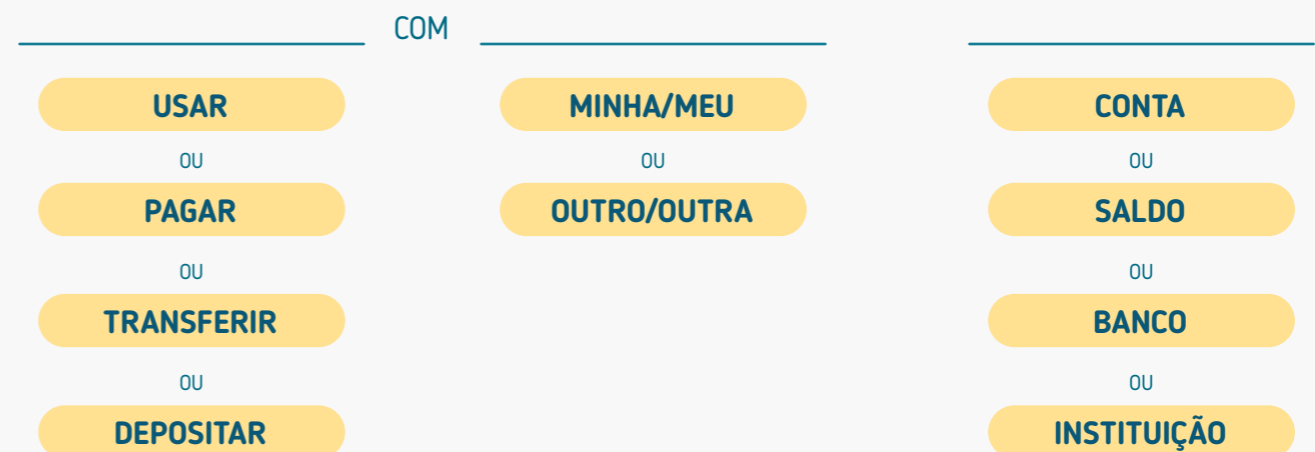 COM
USAR MINHA/MEU CONTA
OU OU OU
PAGAR OUTRO/OUTRA SALDO
OU OU
TRANSFERIR BANCO
OU OU
DEPOSITAR INSTITUIÇÃO